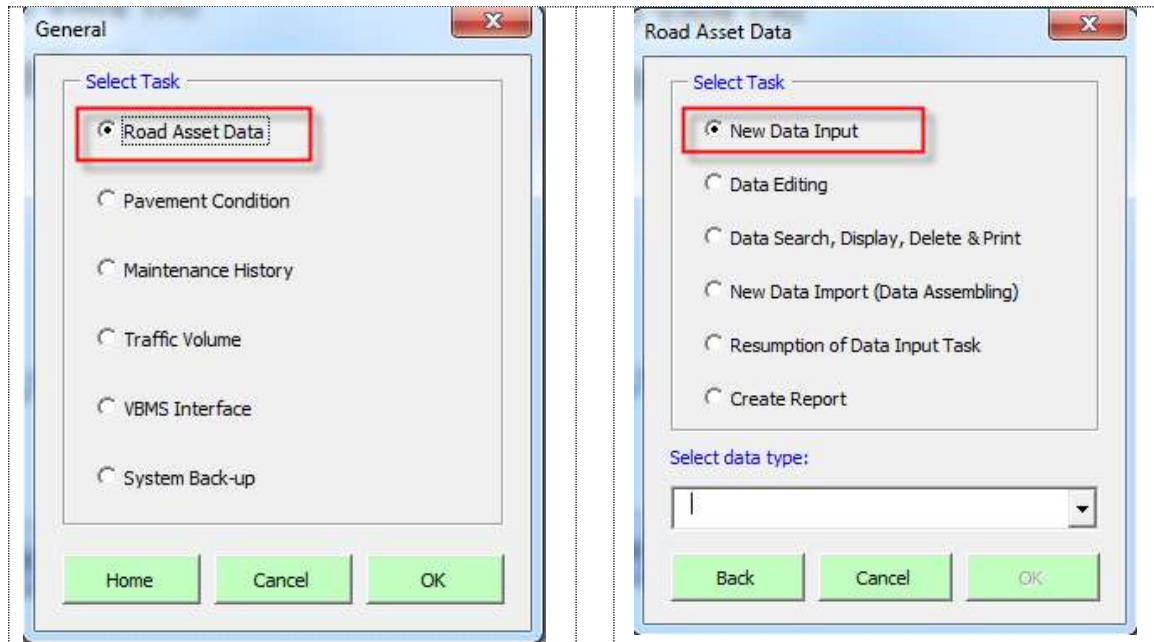 General
Select Task
Road Asset Data
Pavement Condition
Maintenance History
Traffic Volume
VBMS Interface
System Back-up
Home
Cancel
OK
Road Asset Data
Select Task
New Data Input
Data Editing
Data Search, Display, Delete & Print
New Data Import (Data Assembling)
Resumption of Data Input Task
Create Report
Select data type:
Back
Cancel
OK